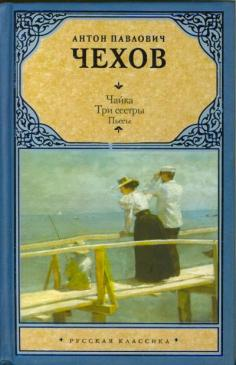 АНТОН ПАВЛОВИЧ
ЧЕХОВ
Чайка
Три сестры
Пьесы
РУССКАЯ КЛАССИКА